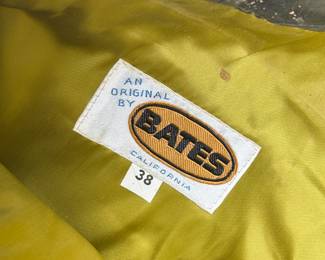 AN
ORIGINAL
BY
BATES
CALIFORNIA
38